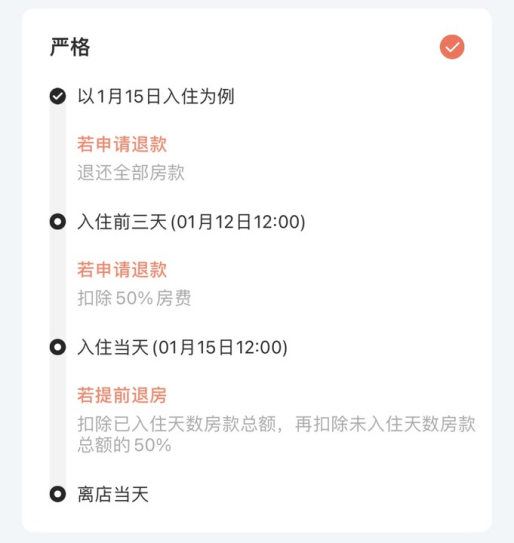 严格
以1月15日入住为例
若申请退款
退还全部房款
入住前三天(01月12日12:00)
若申请退款
扣除50%房费
入住当天(01月15日12:00)
若提前退房
扣除已入住天数房款总额，再扣除未入住天数房款
总额的50%
离店当天